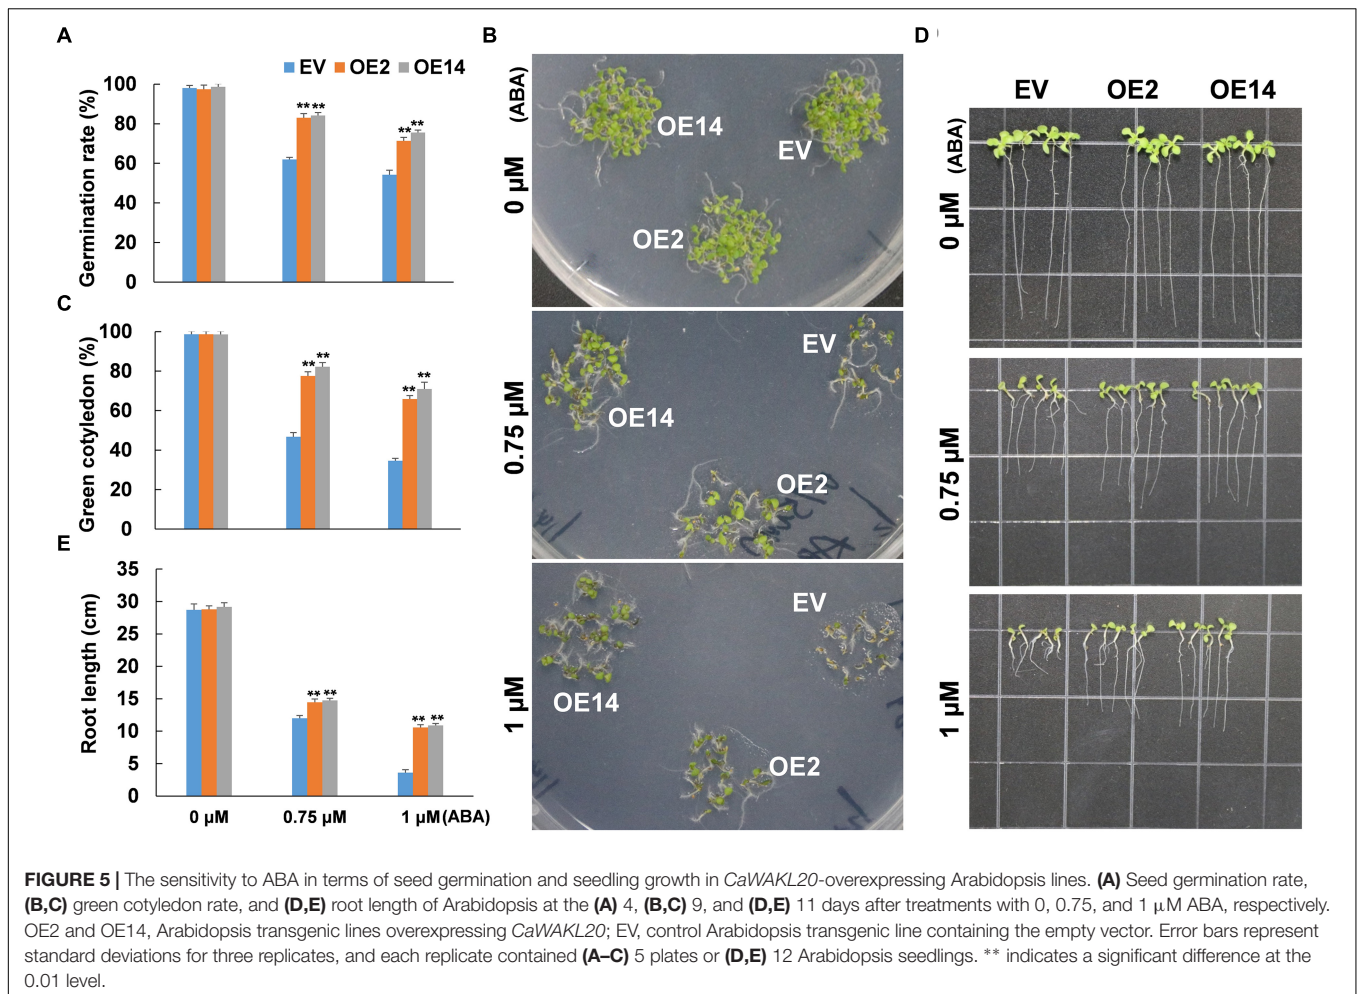 A
EV OE2 OE14
Germination rate (%)
100
80
60
40
20
0
** **
** **
C
Green cotyledon (%)
100
80
60
40
20
0
** **
** **
E
Root length (cm)
35
30
25
20
15
10
5
0
** **
** **
0 µM 0.75 µM 1 µM (ABA)
B
0 µM (ABA)
OE14
EV
OE2
0.75 µM
EV
OE14
OE2
1 µM
EV
OE14
OE2
D
EV OE2 OE14
0 µM (ABA)
0.75 µM
1 µM
FIGURE 5 | The sensitivity to ABA in terms of seed germination and seedling growth in CaWAKL20-overexpressing Arabidopsis lines. (A) Seed germination rate,
(B,C) green cotyledon rate, and (D,E) root length of Arabidopsis at the (A) 4, (B,C) 9, and (D,E) 11 days after treatments with 0, 0.75, and 1 µM ABA, respectively.
OE2 and OE14, Arabidopsis transgenic lines overexpressing CaWAKL20; EV, control Arabidopsis transgenic line containing the empty vector. Error bars represent
standard deviations for three replicates, and each replicate contained (A–C) 5 plates or (D,E) 12 Arabidopsis seedlings. ** indicates a significant difference at the
0.01 level.